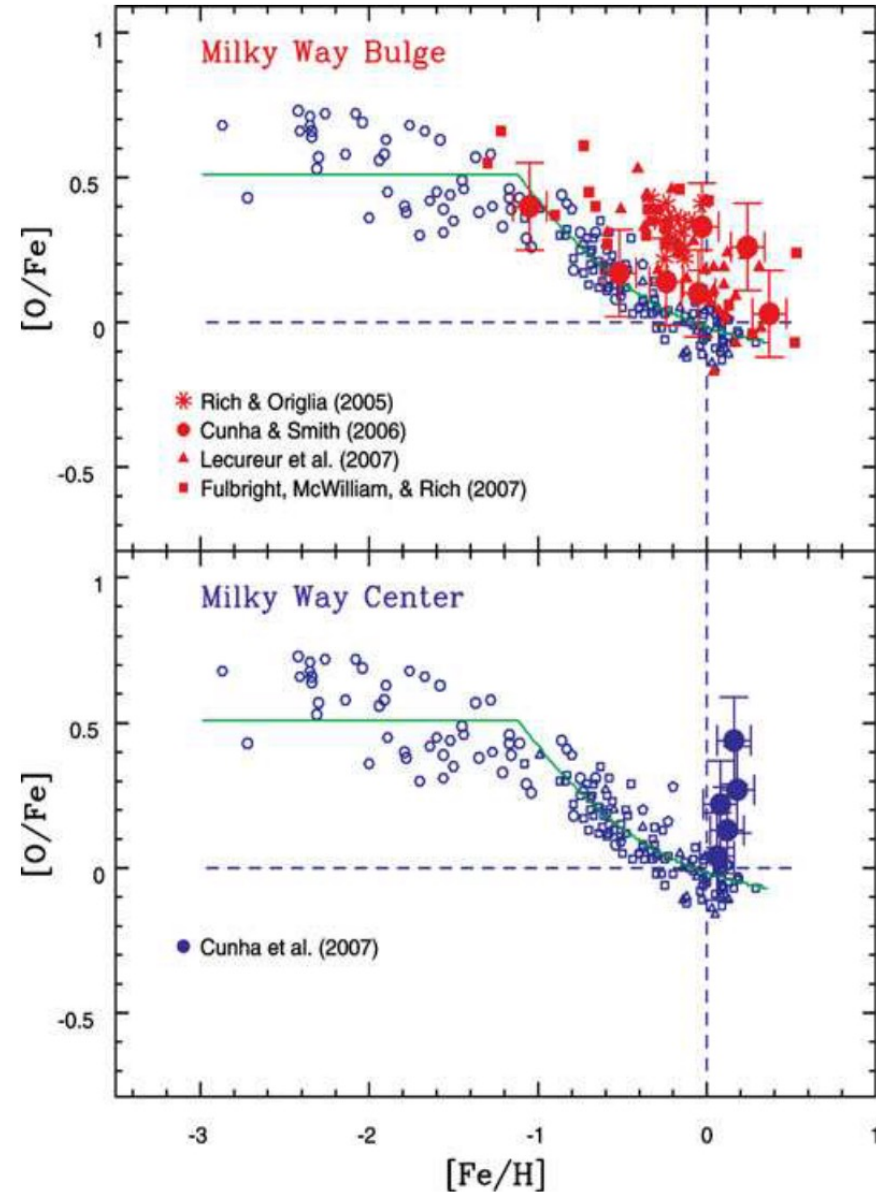 1
Milky Way Bulge
0.5
[O/Fe]
0
Rich & Origlia (2005)
Cunha & Smith (2006)
Lecureur et al. (2007)
-0.5
Fulbright, McWilliam, & Rich (2007)
1
Milky Way Center
0.5
[O/Fe]
0
Cunha et al. (2007)
-0.5
-3 -2 -1 0 1
[Fe/H]